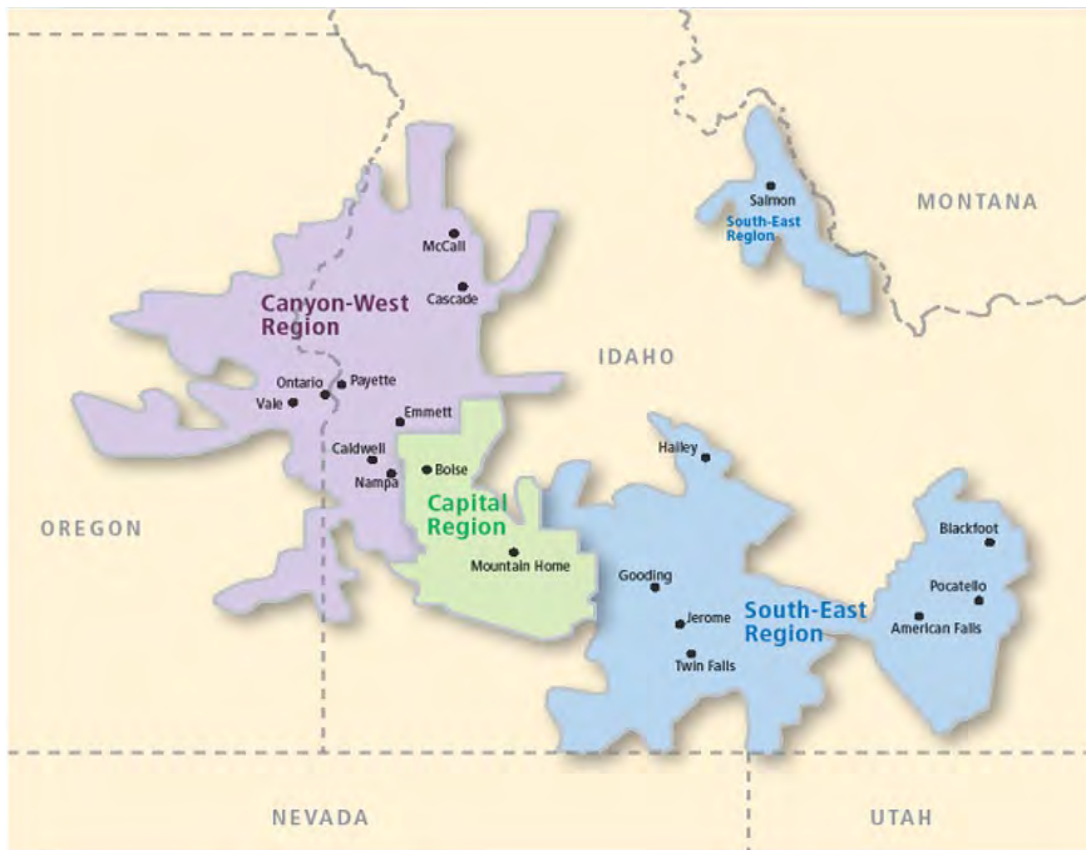 MONTANA
Salmon
South-East
Region
McCall
Cascade
Canyon-West
Region
IDAHO
Ontario
Payette
Vale
Emmett
Caldwell
Nampa
Boise
Hailey
Capital
Region
OREGON
Mountain Home
Blackfoot
Gooding
Pocatello
South-East
Region
Jerome
American Falls
Twin Falls
NEVADA
UTAH